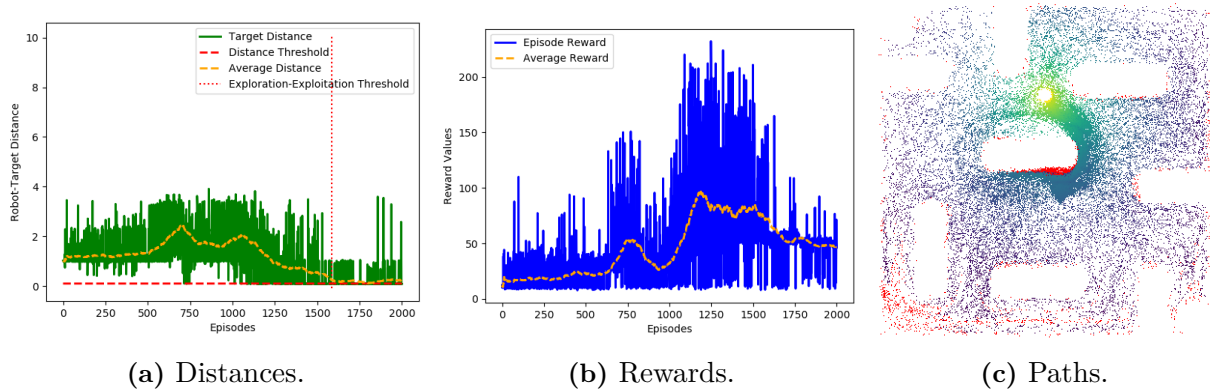 Target Distance
Distance Threshold
Average Distance
Exploration-Exploitation Threshold
Robot-Target Distance
10
8
6
4
2
0
0 250 500 750 1000 1250 1500 1750 2000
Episodes
(a) Distances.
Episode Reward
Average Reward
Reward Values
200
150
100
50
0
0 250 500 750 1000 1250 1500 1750 2000
Episodes
(b) Rewards.
(c) Paths.